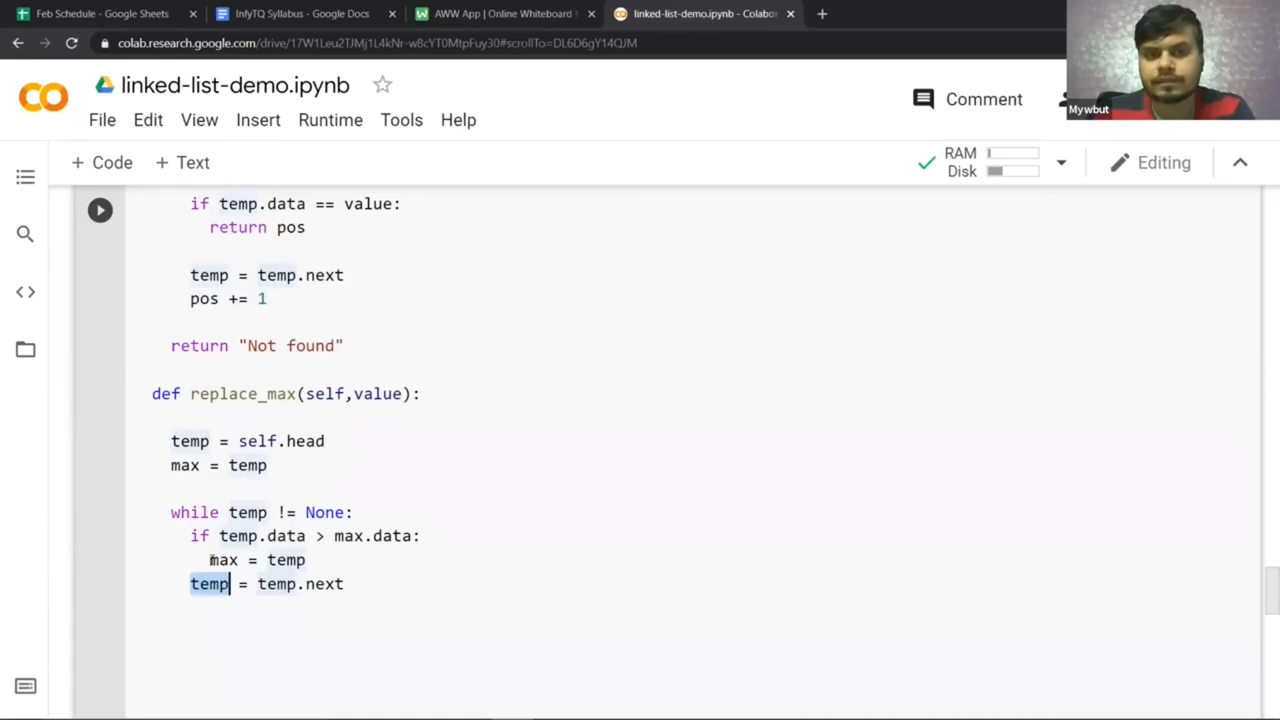 Feb Schedule - Google Sheets
InfyTQ Syllabus - Google Docs
AWW App | Online Whiteboard
linked-list-demo.ipynb - Colabor
colab.research.google.com/drive/17W1Leu2TJMj1L4kNr-w8cYT0MtpFuy30#scrollTo=DL6D6gY14QJM
Mywbut
linked-list-demo.ipynb
Comment
File Edit View Insert Runtime Tools Help
+ Code + Text
RAM
Disk
Editing
if temp.data == value:
return pos
temp = temp.next
pos += 1
return "Not found"
def replace_max(self,value):
temp = self.head
max = temp
while temp != None:
if temp.data > max.data:
max = temp
temp = temp.next